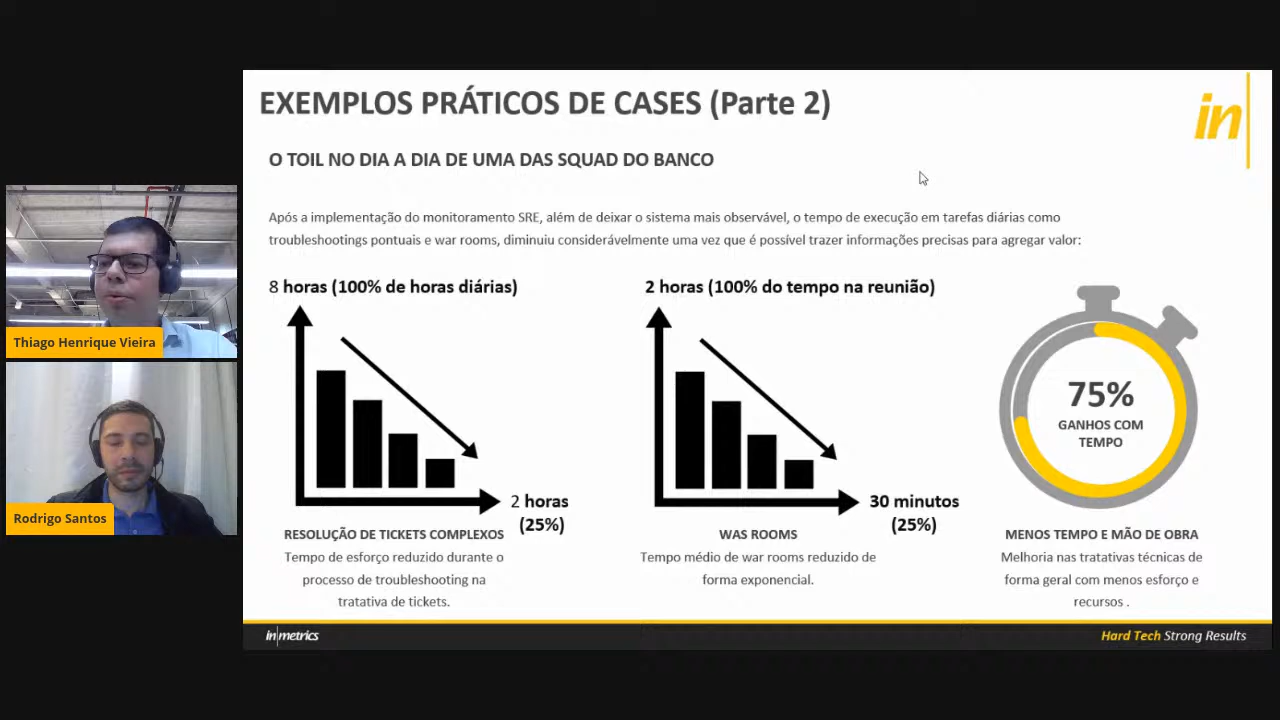 EXEMPLOS PRÁTICOS DE CASES (Parte 2)
in
O TOIL NO DIA A DIA DE UMA DAS SQUAD DO BANCO
Após a implementação do monitoramento SRE, além de deixar o sistema mais observável, o tempo de execução em tarefas diárias como
troubleshootings pontuais e war rooms, diminuiu considerávelmente uma vez que é possível trazer informações precisas para agregar valor:
8 horas (100% de horas diárias)
2 horas
(25%)
RESOLUÇÃO DE TICKETS COMPLEXOS
Tempo de esforço reduzido durante o
processo de troubleshooting na
tratativa de tickets.
2 horas (100% do tempo na reunião)
30 minutos
(25%)
WAS ROOMS
Tempo médio de war rooms reduzido de
forma exponencial.
75%
GANHOS COM
TEMPO
MENOS TEMPO E MÃO DE OBRA
Melhoria nas tratativas técnicas de
forma geral com menos esforço e
recursos .
in|metrics
Hard Tech Strong Results
Thiago Henrique Vieira
Rodrigo Santos